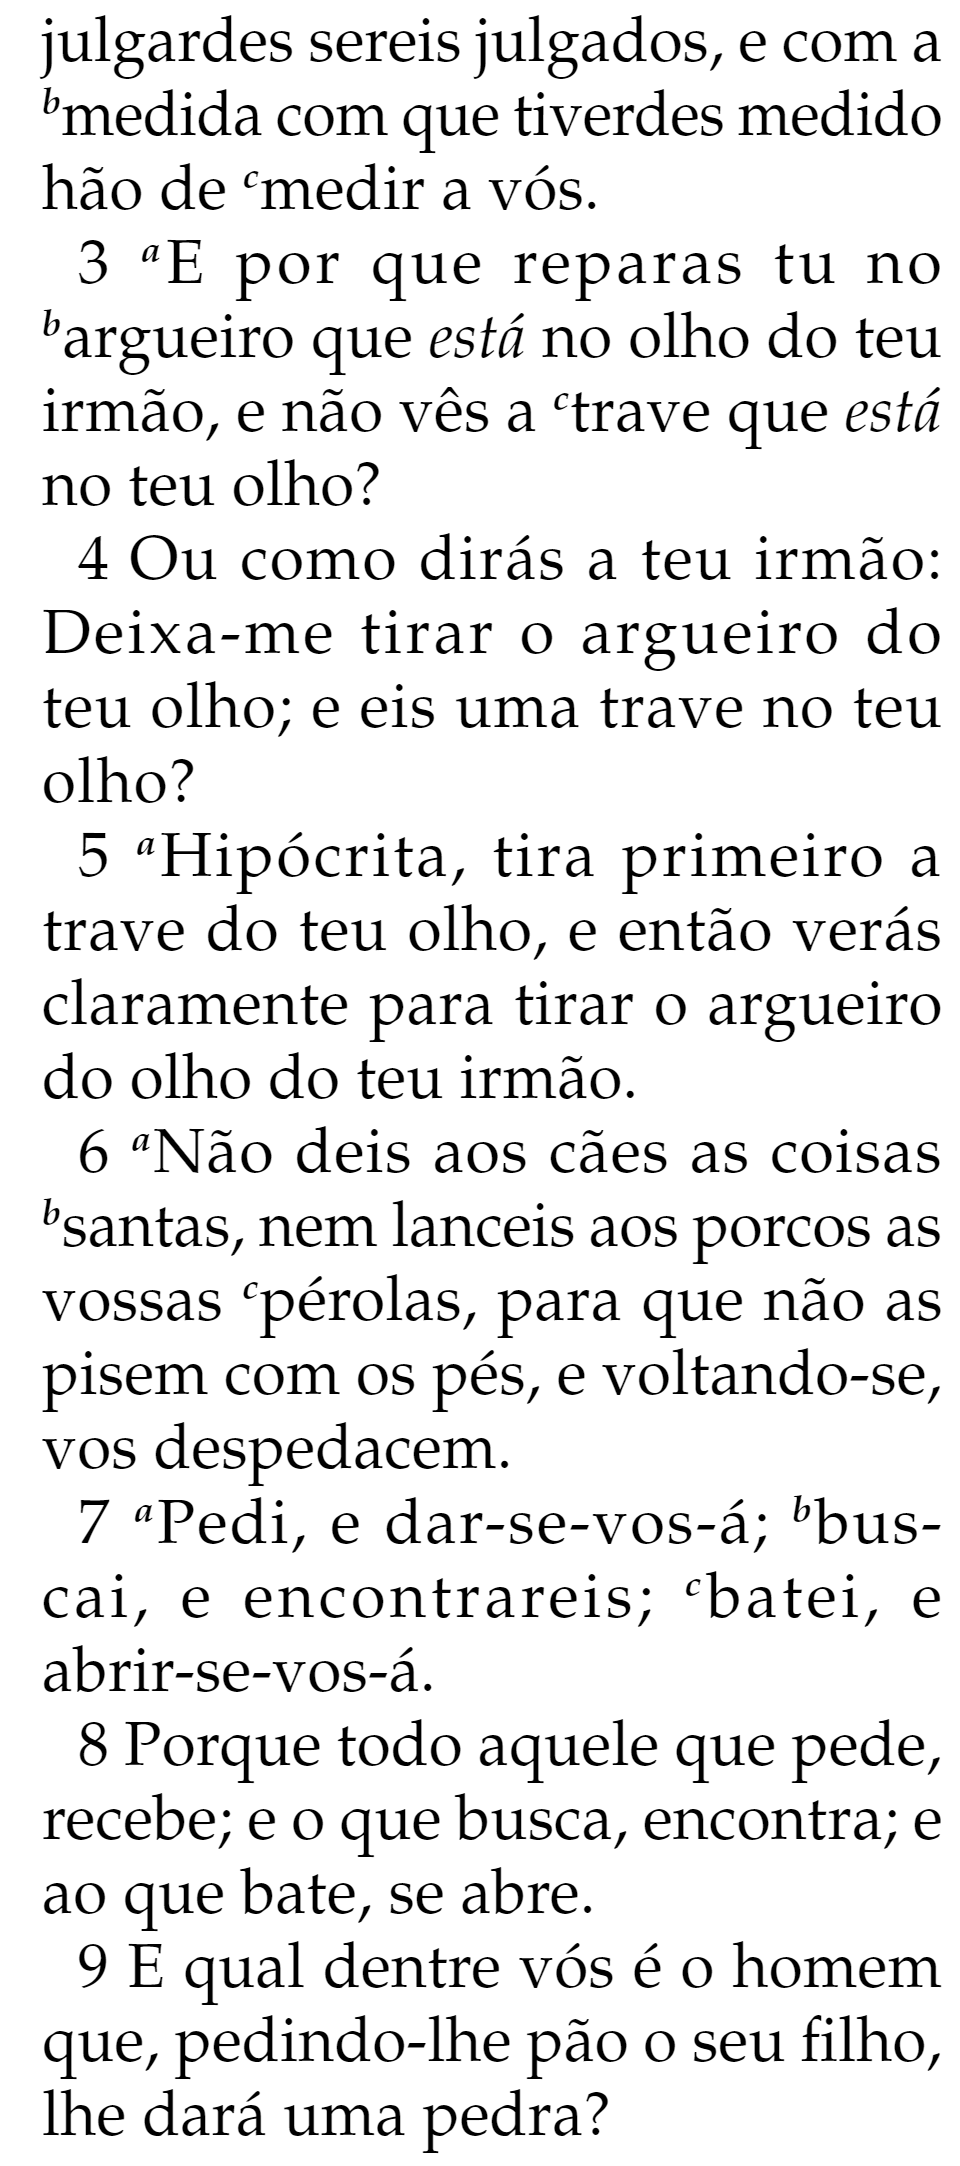 julgardes sereis julgados, e com a
ᵇmedida com que tiverdes medido
hão de ᶜmedir a vós.
3 ᵃE por que reparas tu no
ᵇargueiro que está no olho do teu
irmão, e não vês a ᶜtrave que está
no teu olho?
4 Ou como dirás a teu irmão:
Deixa-me tirar o argueiro do
teu olho; e eis uma trave no teu
olho?
5 ᵃHipócrita, tira primeiro a
trave do teu olho, e então verás
claramente para tirar o argueiro
do olho do teu irmão.
6 ᵃNão deis aos cães as coisas
ᵇsantas, nem lanceis aos porcos as
vossas ᶜpérolas, para que não as
pisem com os pés, e voltando-se,
vos despedacem.
7 ᵃPedi, e dar-se-vos-á; ᵇbus-
cai, e encontrareis; ᶜbatei, e
abrir-se-vos-á.
8 Porque todo aquele que pede,
recebe; e o que busca, encontra; e
ao que bate, se abre.
9 E qual dentre vós é o homem
que, pedindo-lhe pão o seu filho,
lhe dará uma pedra?